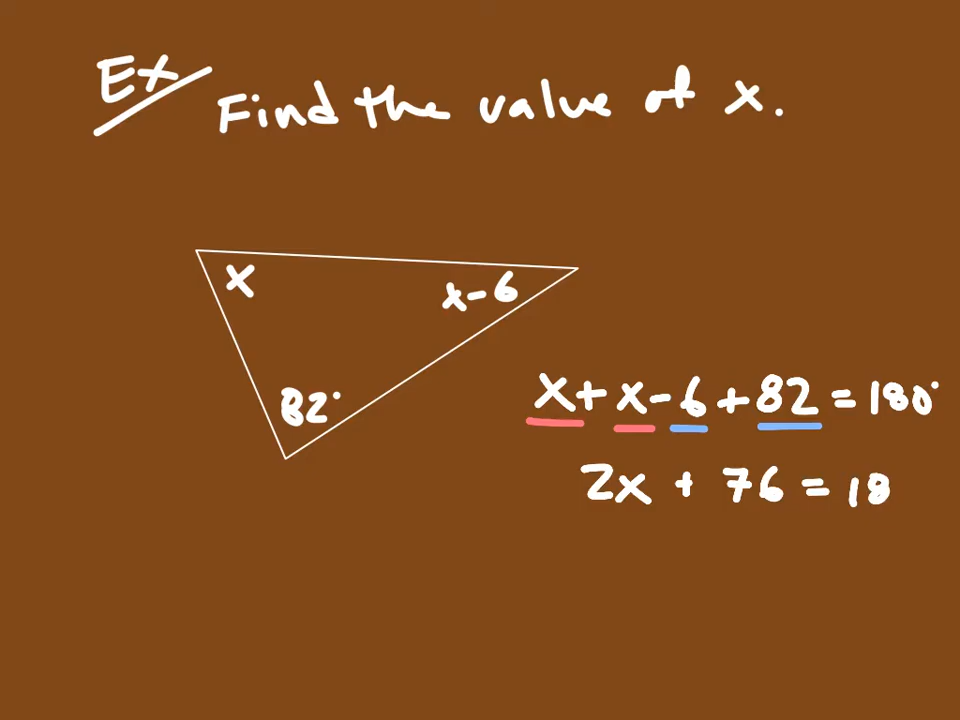 Ex
Find the value of x.
x
x-6
82°
x+x-6+82=180°
2x+76=18